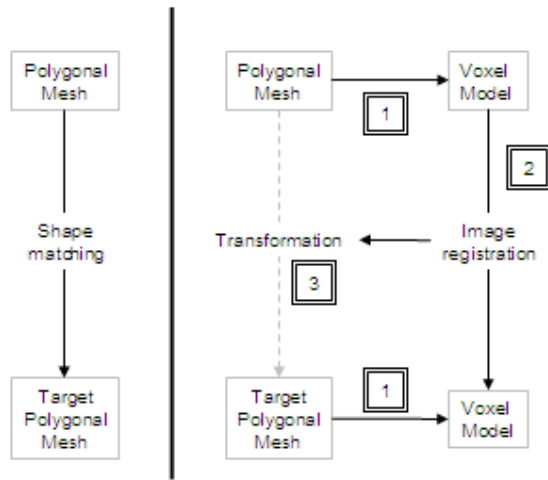 Polygonal
Mesh
Shape
matching
Target
Polygonal
Mesh
Polygonal
Mesh
1
Voxel
Model
2
Transformation
Image
registration
3
Target
Polygonal
Mesh
1
Voxel
Model